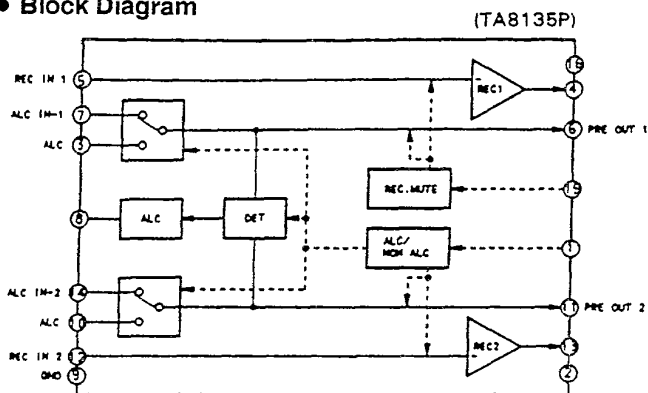 ● Block Diagram
(TA8135P)
REC IN 1 5
REC1
4
ALC IN-1 7
ALC 3
6 PRE OUT 1
REC.MUTE
8
ALC
DET
ALC/
NON ALC
1
ALC IN-2 14
ALC 10
11 PRE OUT 2
REC IN 2 12
REC2
13
GND 9
2